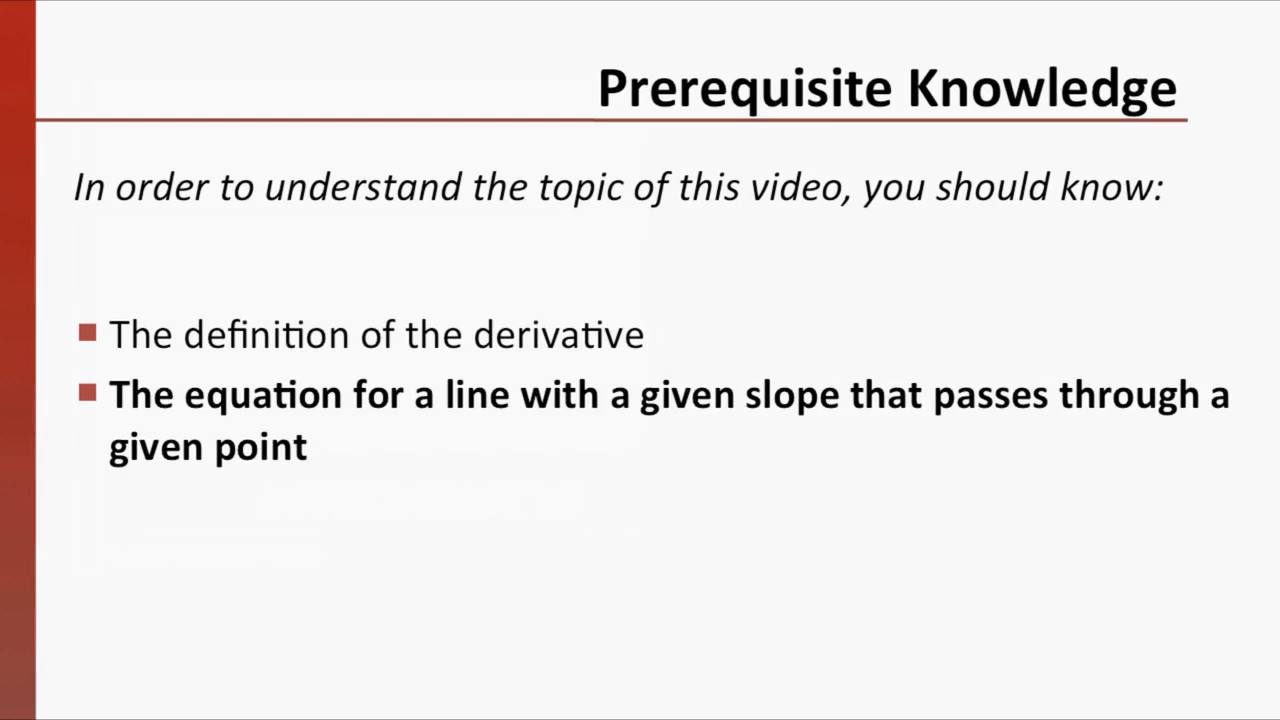 Prerequisite Knowledge
In order to understand the topic of this video, you should know:
The definition of the derivative
The equation for a line with a given slope that passes through a
given point